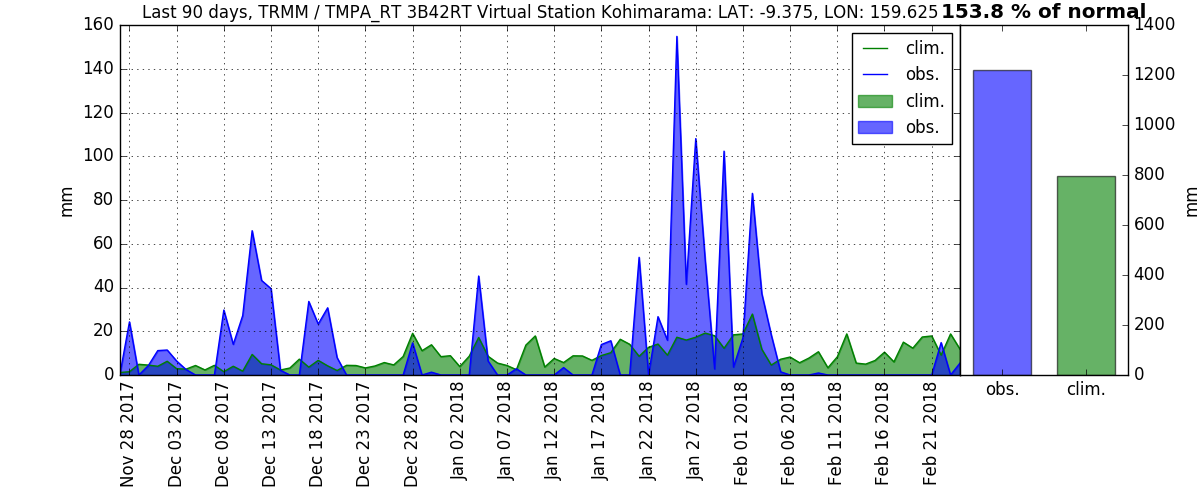 Last 90 days, TRMM / TMPA_RT 3B42RT Virtual Station Kohimarama: LAT: -9.375, LON: 159.625 153.8 % of normal
160
140
120
100
80
60
40
20
0
mm
clim.
obs.
clim.
obs.
1400
1200
1000
800
600
400
200
0
mm
Nov 28 2017
Dec 03 2017
Dec 08 2017
Dec 13 2017
Dec 18 2017
Dec 23 2017
Dec 28 2017
Jan 02 2018
Jan 07 2018
Jan 12 2018
Jan 17 2018
Jan 22 2018
Jan 27 2018
Feb 01 2018
Feb 06 2018
Feb 11 2018
Feb 16 2018
Feb 21 2018
obs.
clim.